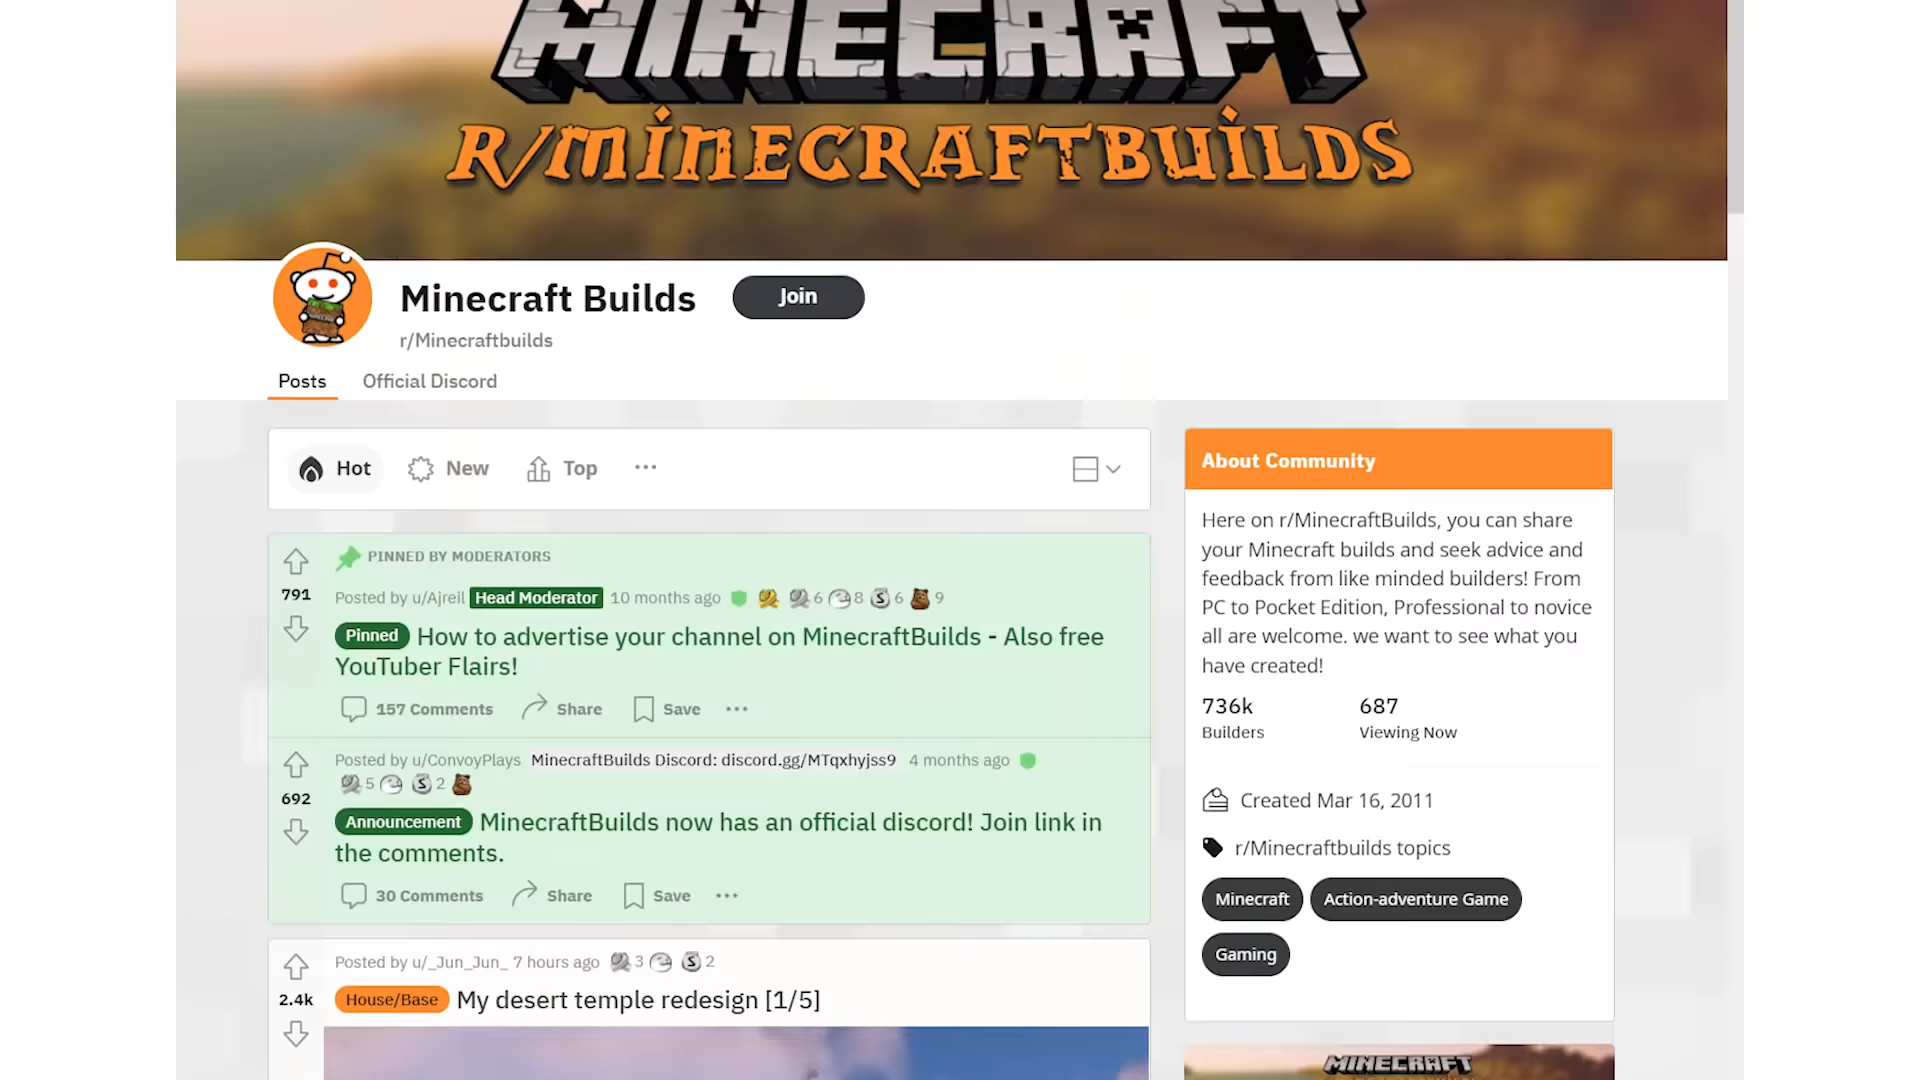 MINECRAFT
R/MINECRAFTBUILDS
Minecraft Builds
Join
r/Minecraftbuilds
Posts
Official Discord
Hot
New
Top
PINNED BY MODERATORS
791
Posted by u/Ajreil Head Moderator 10 months ago 6 8 6 9
Pinned How to advertise your channel on MinecraftBuilds - Also free
YouTuber Flairs!
157 Comments Share Save
Posted by u/ConvoyPlays MinecraftBuilds Discord: discord.gg/MTqxhyjss9 4 months ago
5 2
692
Announcement MinecraftBuilds now has an official discord! Join link in
the comments.
30 Comments Share Save
Posted by u/_Jun_Jun_ 7 hours ago 3 2
2.4k
House/Base My desert temple redesign [1/5]
About Community
Here on r/MinecraftBuilds, you can share
your Minecraft builds and seek advice and
feedback from like minded builders! From
PC to Pocket Edition, Professional to novice
all are welcome. we want to see what you
have created!
736k 687
Builders Viewing Now
Created Mar 16, 2011
r/Minecraftbuilds topics
Minecraft Action-adventure Game
Gaming
MINECRAFT